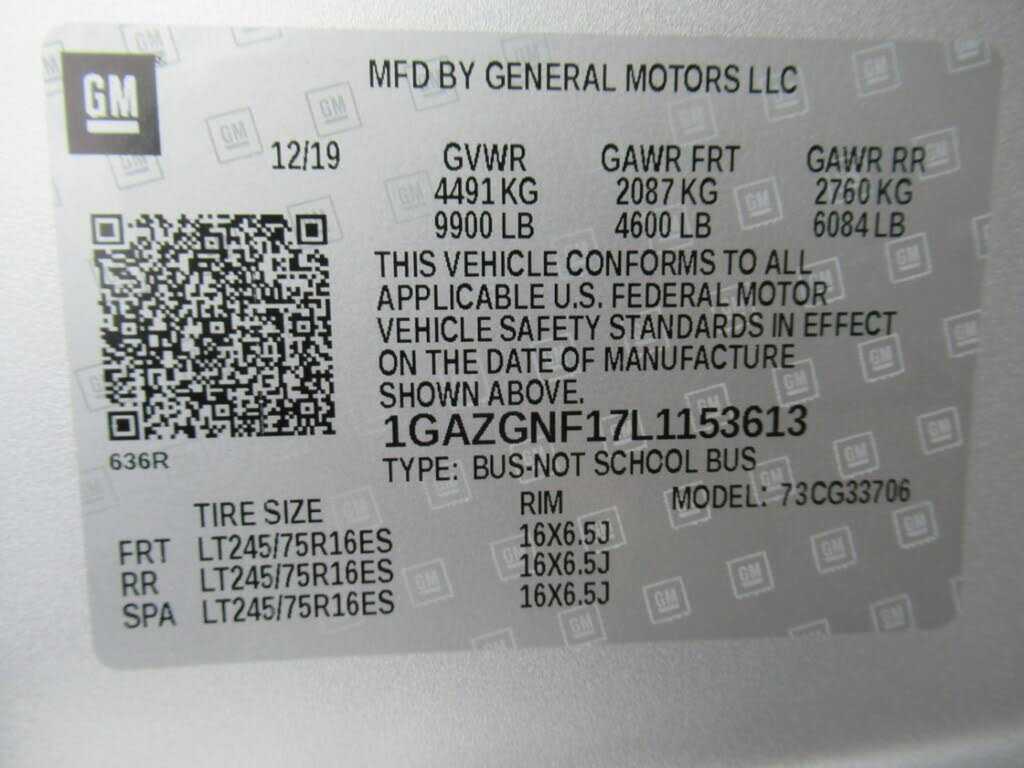 GM
MFD BY GENERAL MOTORS LLC
12/19 GVWR GAWR FRT GAWR RR
4491 KG 2087 KG 2760 KG
9900 LB 4600 LB 6084 LB
THIS VEHICLE CONFORMS TO ALL
APPLICABLE U.S. FEDERAL MOTOR
VEHICLE SAFETY STANDARDS IN EFFECT
ON THE DATE OF MANUFACTURE
SHOWN ABOVE.
1GAZGNF17L1153613
636R
TYPE: BUS-NOT SCHOOL BUS
TIRE SIZE RIM MODEL: 73CG33706
FRT LT245/75R16ES 16X6.5J
RR LT245/75R16ES 16X6.5J
SPA LT245/75R16ES 16X6.5J